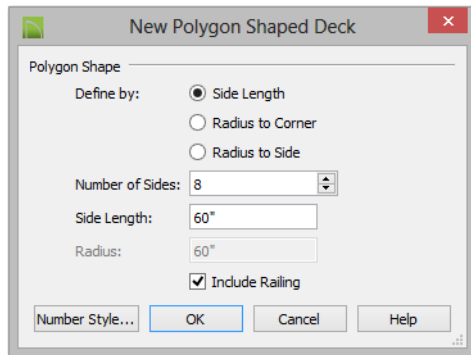 New Polygon Shaped Deck
Polygon Shape
Define by: Side Length
Radius to Corner
Radius to Side
Number of Sides: 8
Side Length: 60"
Radius: 60"
Include Railing
Number Style... OK Cancel Help